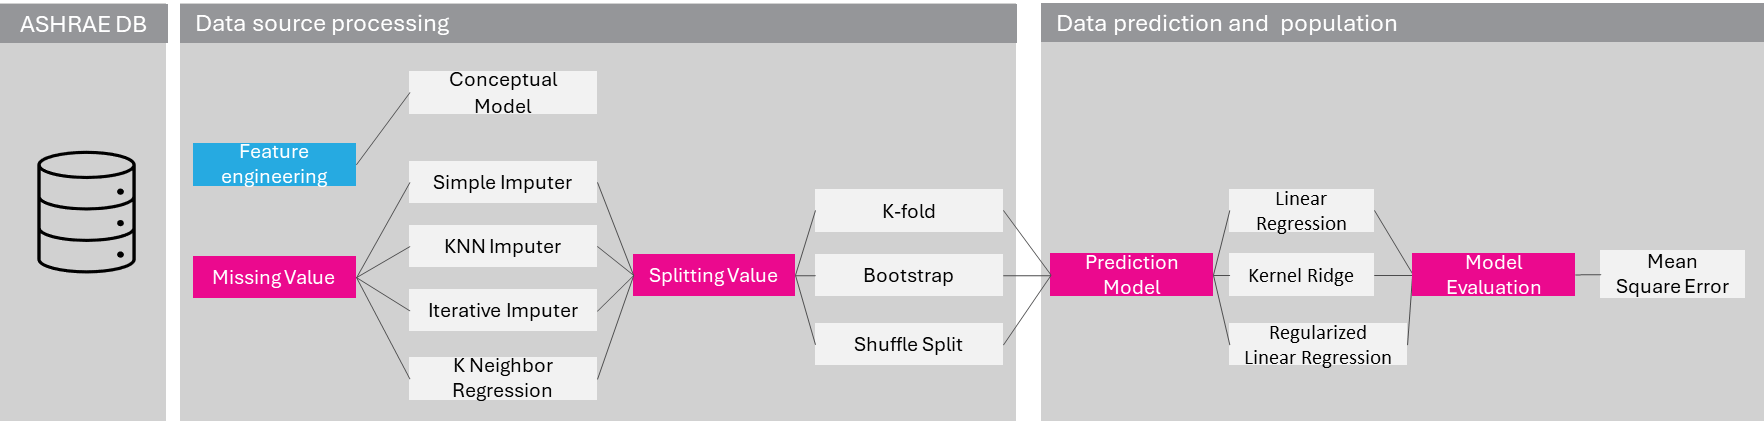 ASHRAE DB
Data source processing
Data prediction and population
Conceptual
Model
Feature
engineering
Simple Imputer
KNN Imputer
Missing Value
Iterative Imputer
K Neighbor
Regression
Splitting Value
K-fold
Bootstrap
Shuffle Split
Prediction
Model
Linear
Regression
Kernel Ridge
Regularized
Linear Regression
Model
Evaluation
Mean
Square Error